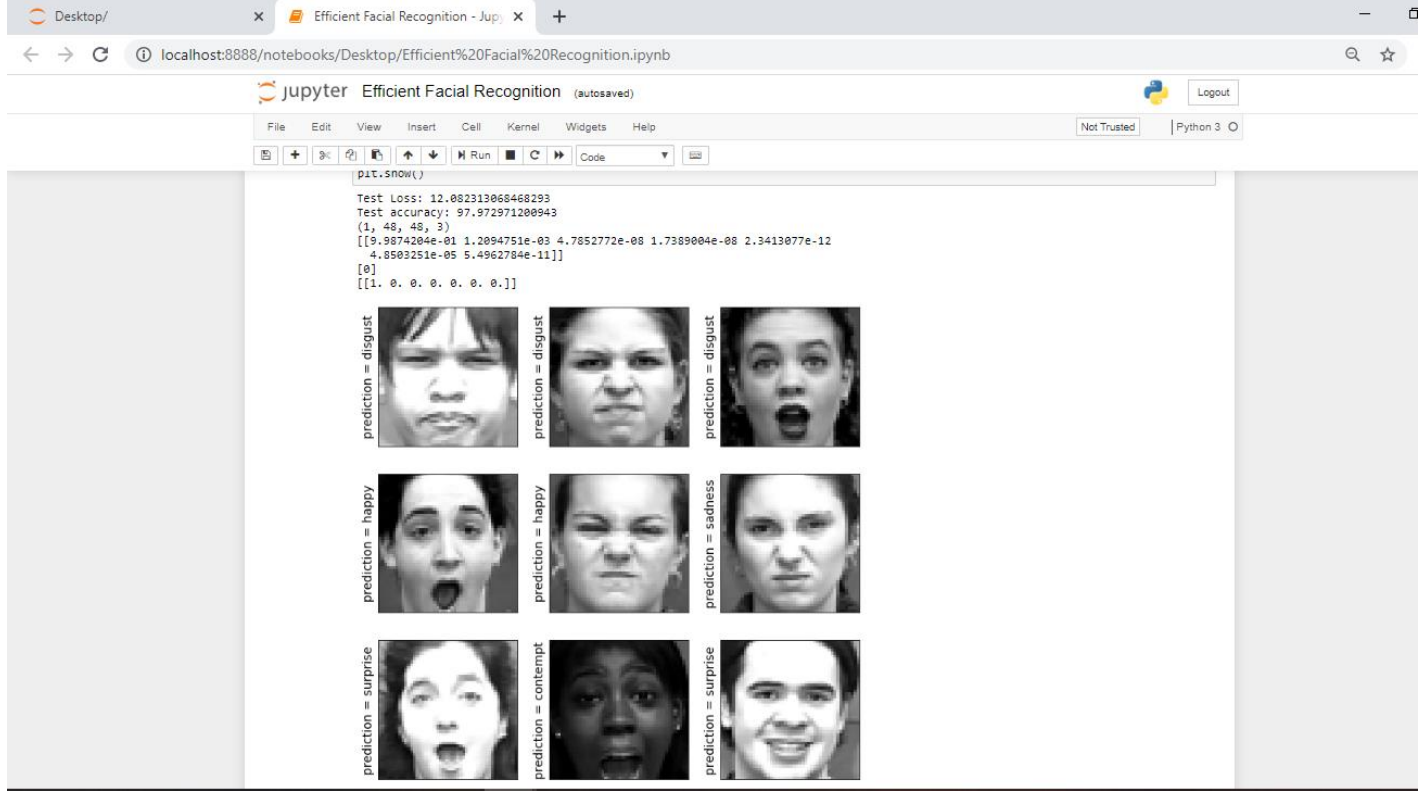 Desktop/
Efficient Facial Recognition - Jup
localhost:8888/notebooks/Desktop/Efficient%20Facial%20Recognition.ipynb
jupyter Efficient Facial Recognition (autosaved)
Logout
File Edit View Insert Cell Kernel Widgets Help
Not Trusted Python 3
Run Code
plt.show()
Test Loss: 12.082313068468293
Test accuracy: 97.972971200943
(1, 48, 48, 3)
[[9.9874204e-01 1.2094751e-03 4.7852772e-08 1.7389004e-08 2.3413077e-12
4.8503251e-05 5.4962784e-11]]
[0]
[[1. 0. 0. 0. 0. 0. 0.]]
prediction = disgust
prediction = disgust
prediction = disgust
prediction = happy
prediction = happy
prediction = sadness
prediction = surprise
prediction = contempt
prediction = surprise